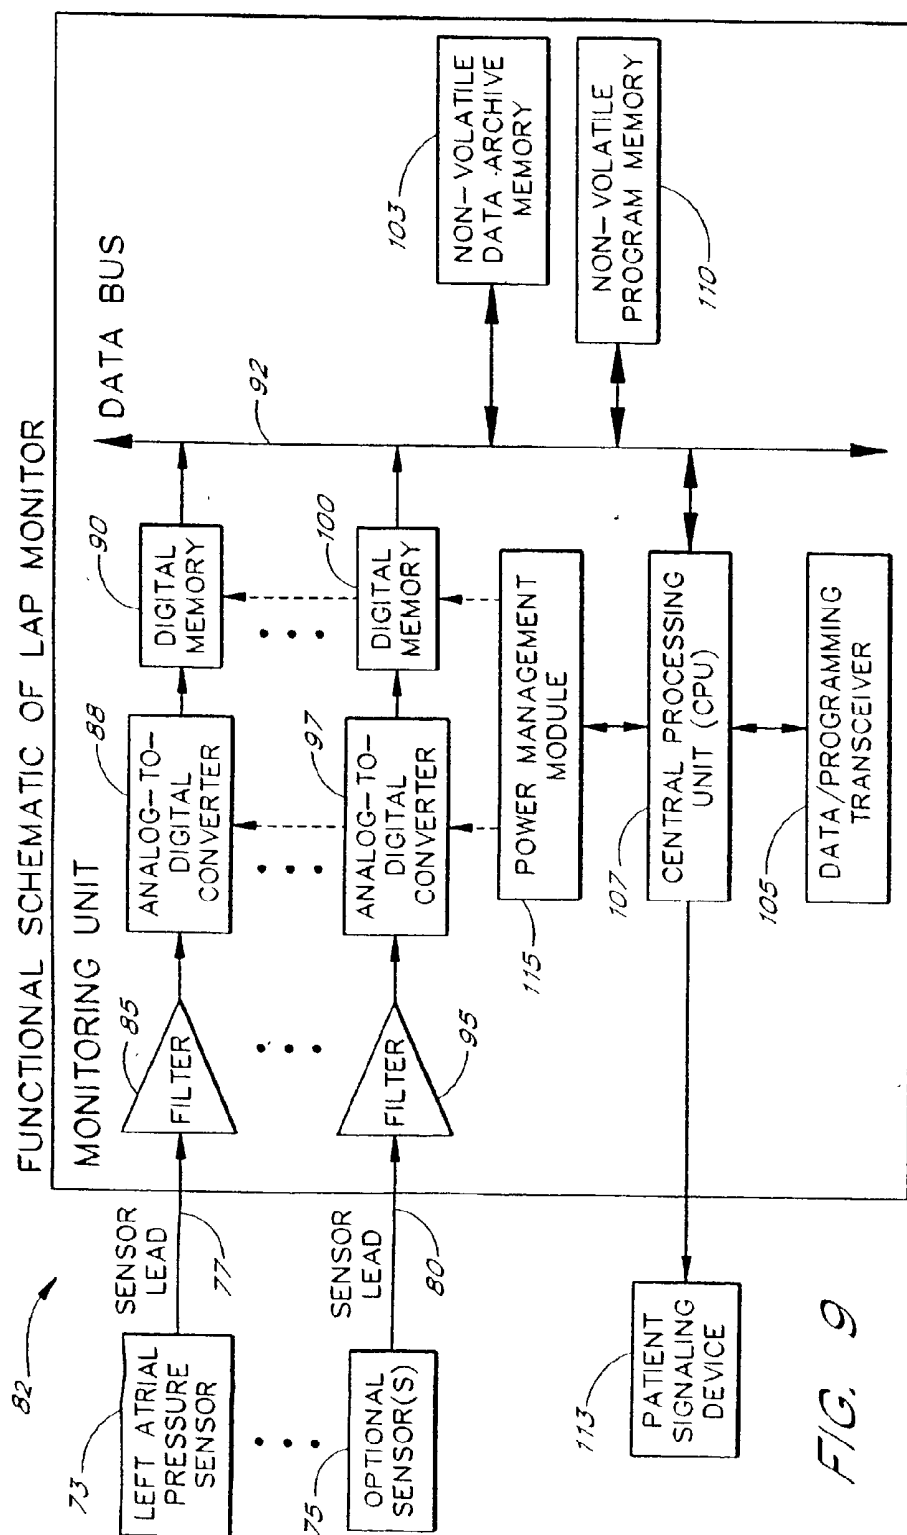 FUNCTIONAL SCHEMATIC OF LAP MONITOR
82
MONITORING UNIT
DATA BUS
73
LEFT ATRIAL
PRESSURE
SENSOR
SENSOR
LEAD
77
85
FILTER
88
ANALOG-TO-
DIGITAL
CONVERTER
90
DIGITAL
MEMORY
92
103
NON-VOLATILE
DATA ARCHIVE
MEMORY
75
OPTIONAL
SENSOR(S)
SENSOR
LEAD
80
FILTER
95
97
ANALOG-TO-
DIGITAL
CONVERTER
100
DIGITAL
MEMORY
NON-VOLATILE
PROGRAM MEMORY
110
POWER MANAGEMENT
MODULE
115
113
PATIENT
SIGNALING
DEVICE
107
CENTRAL PROCESSING
UNIT (CPU)
105
DATA/PROGRAMMING
TRANSCEIVER
FIG. 9